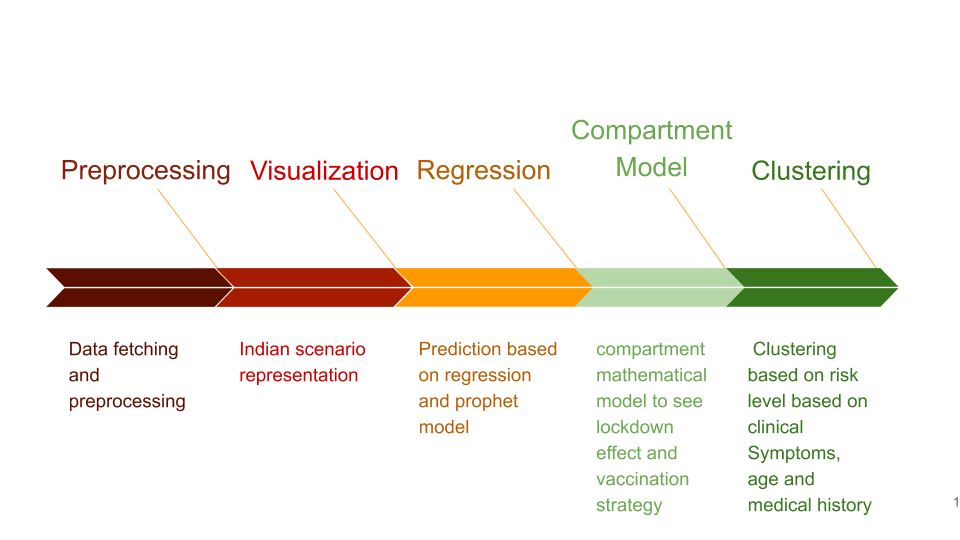 Preprocessing
Visualization
Regression
Compartment
Model
Clustering
Data fetching
and
preprocessing
Indian scenario
representation
Prediction based
on regression
and prophet
model
compartment
mathematical
model to see
lockdown
effect and
vaccination
strategy
Clustering
based on risk
level based on
clinical
Symptoms,
age and
medical history
1